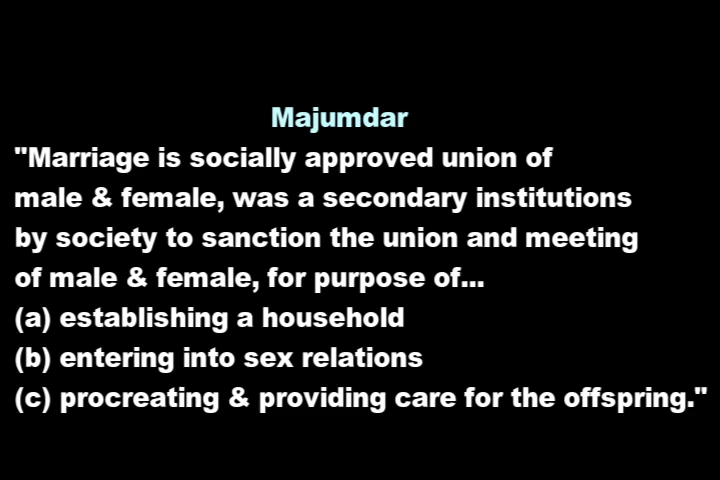 Majumdar
"Marriage is socially approved union of
male & female, was a secondary institutions
by society to sanction the union and meeting
of male & female, for purpose of...
(a) establishing a household
(b) entering into sex relations
(c) procreating & providing care for the offspring."